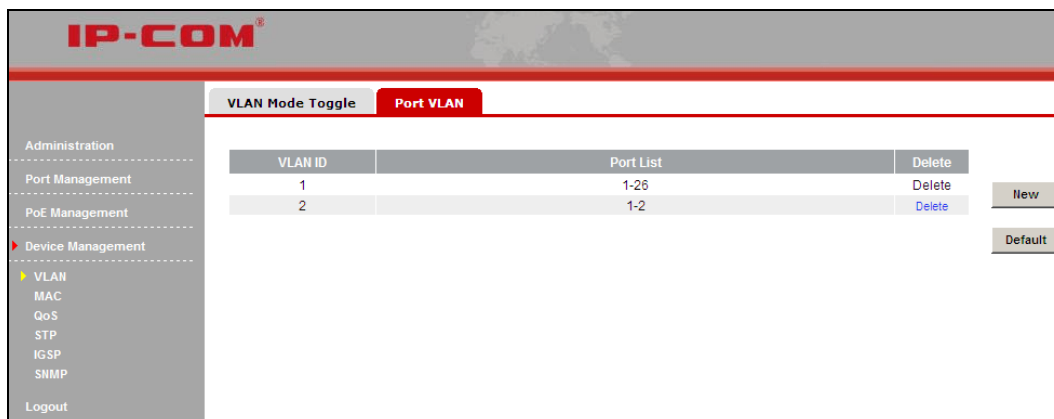 IP-COM®
VLAN Mode Toggle Port VLAN
Administration
Port Management
PoE Management
Device Management
VLAN
MAC
QoS
STP
IGSP
SNMP
Logout
VLAN ID Port List Delete
1 1-26 Delete
2 1-2 Delete
New
Default